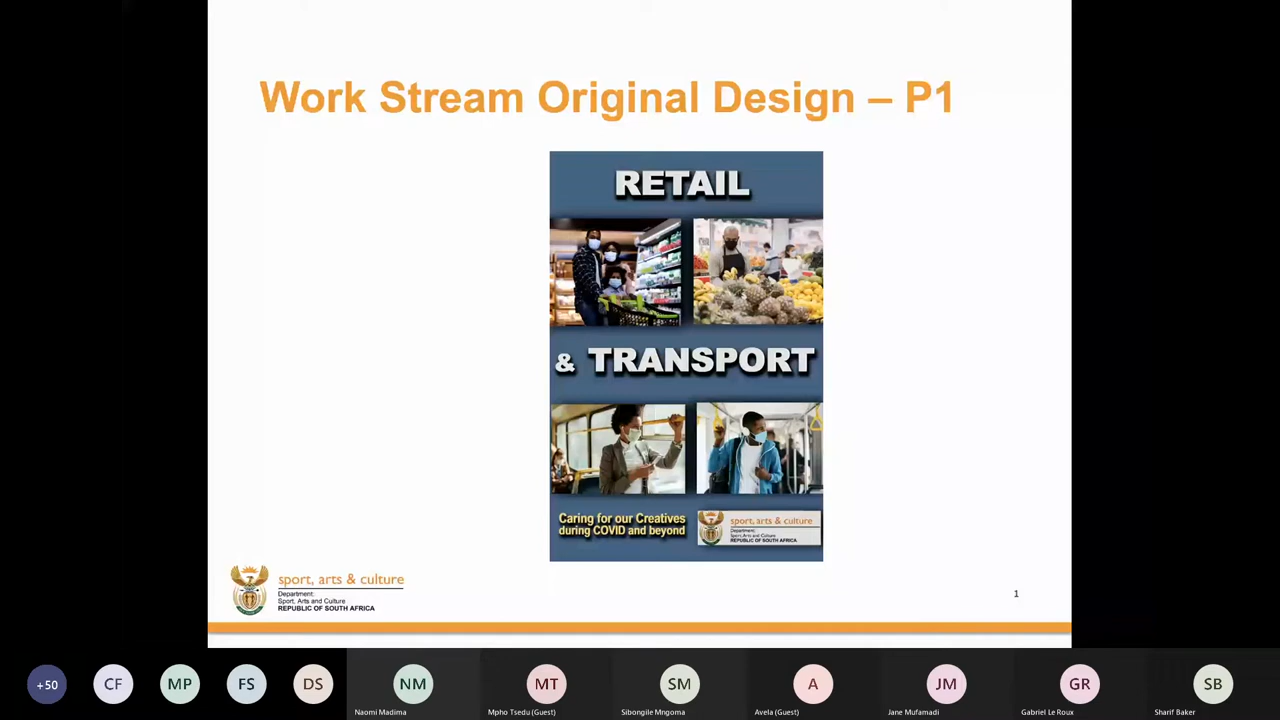 Work Stream Original Design – P1
RETAIL
& TRANSPORT
Caring for our Creatives
during COVID and beyond
sport, arts & culture
Department:
Sport, Arts and Culture
REPUBLIC OF SOUTH AFRICA
sport, arts & culture
Department:
Sport, Arts and Culture
REPUBLIC OF SOUTH AFRICA
1
+50
CF
MP
FS
DS
NM
MT
SM
A
JM
GR
SB
Naomi Madima
Mpho Tsedu (Guest)
Sibongile Mngoma
Avela (Guest)
Jane Mufamadi
Gabriel Le Roux
Sharif Baker